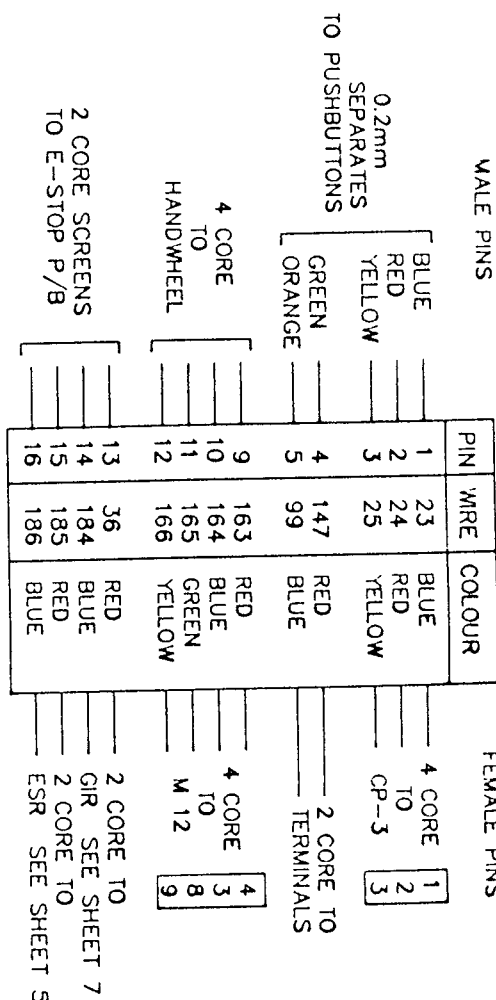 MALE PINS
PIN WIRE COLOUR
FEMALE PINS
0.2mm
SEPARATES
TO PUSHBUTTONS
BLUE 1 23 BLUE
RED 2 24 RED
YELLOW 3 25 YELLOW
4 CORE
TO
CP-3
1
2
3
GREEN 4 147 RED
ORANGE 5 99 BLUE
2 CORE TO
TERMINALS
4 CORE
TO
HANDWHEEL
9 163 RED
10 164 BLUE
11 165 GREEN
12 166 YELLOW
4 CORE
TO
M 12
4
3
8
9
2 CORE SCREENS
TO E-STOP P/B
13 36 RED
14 184 BLUE
15 185 RED
16 186 BLUE
2 CORE TO
GIR SEE SHEET 7
2 CORE TO
ESR SEE SHEET 5